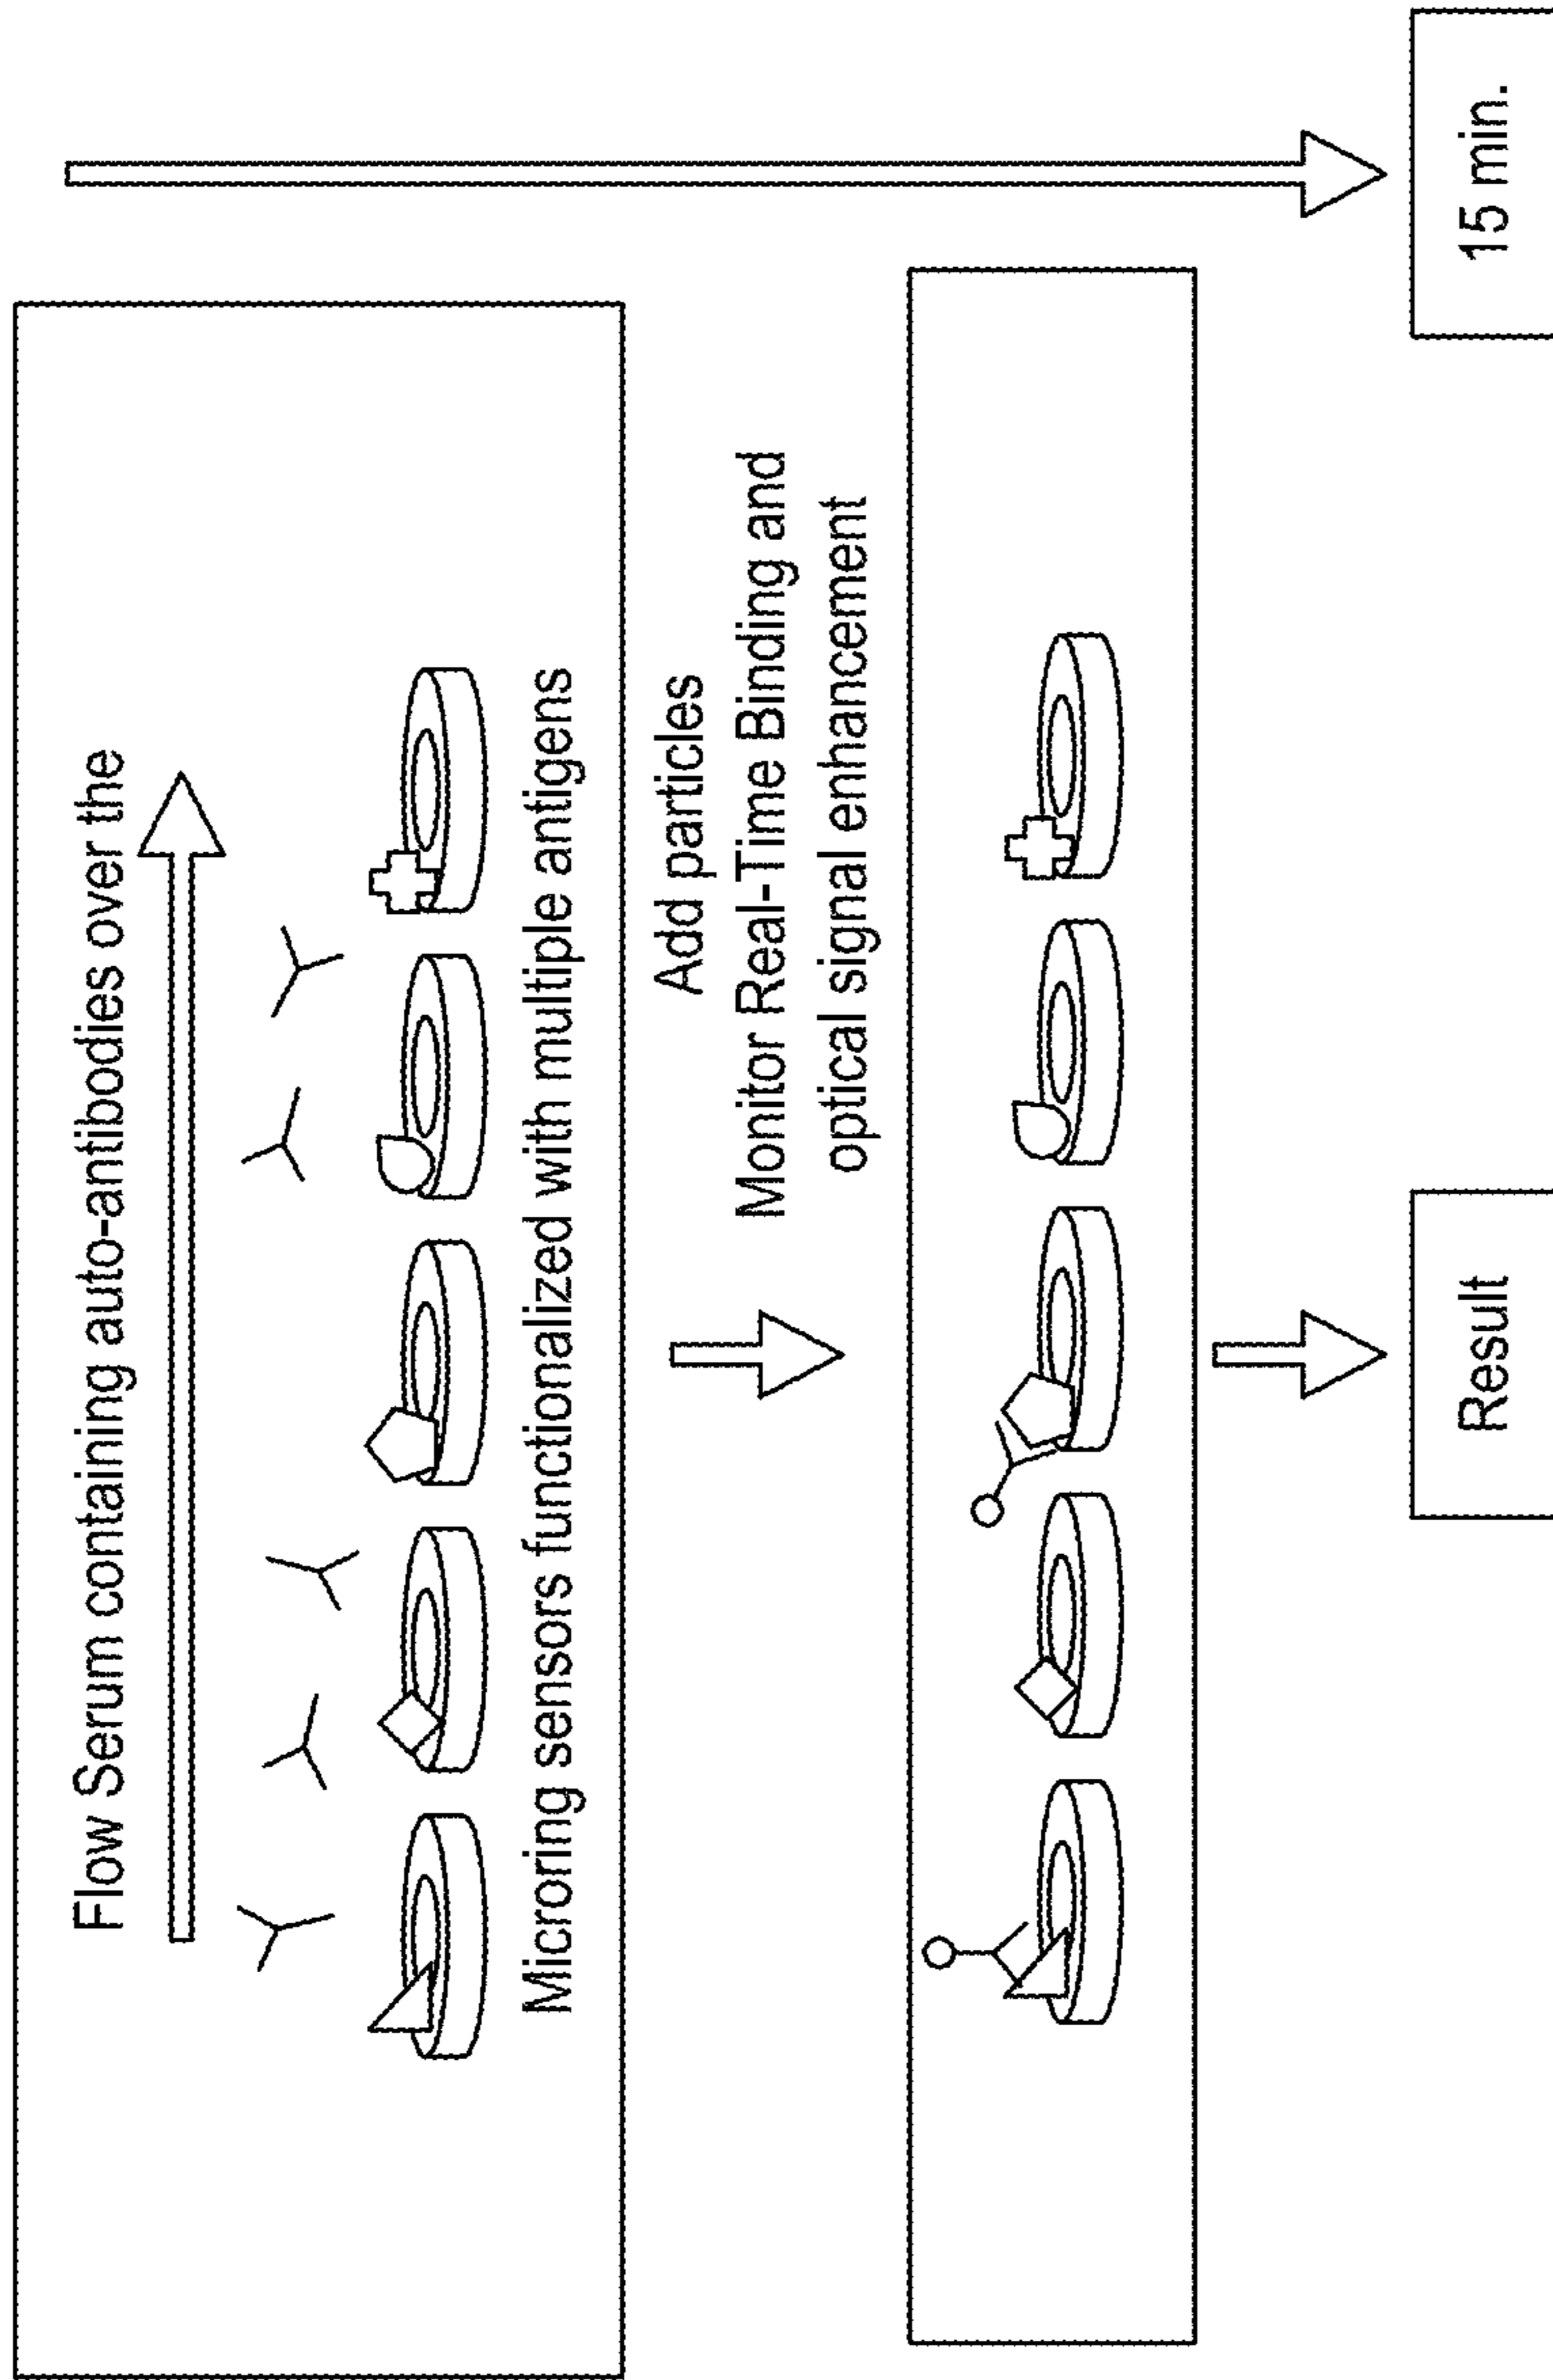 Flow Serum containing auto-antibodies over the
Microring sensors functionalized with multiple antigens
Add particles
Monitor Real-Time Binding and
optical signal enhancement
Result
15 min.